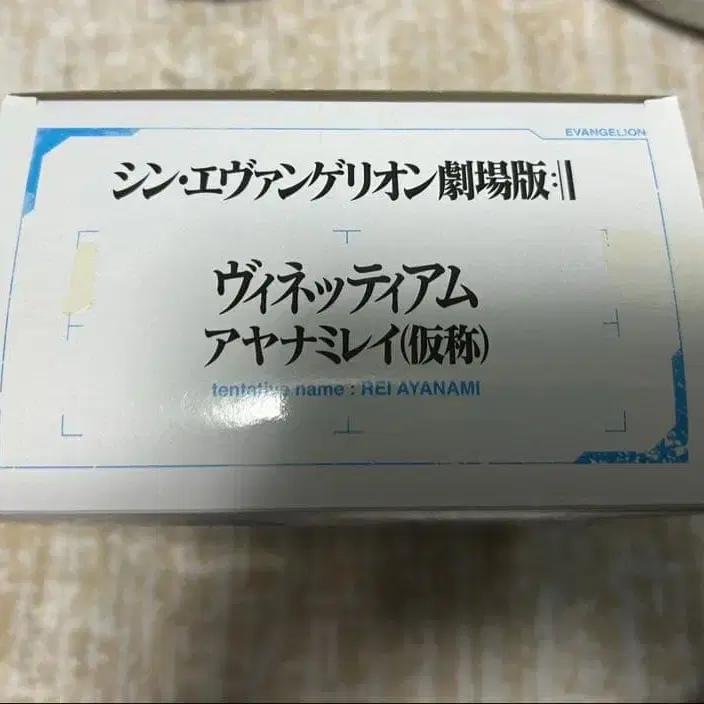 EVANGELION
シン・エヴァンゲリオン劇場版:||
ヴィネッティアム
アヤナミレイ(仮称)
tentative name : REI AYANAMI